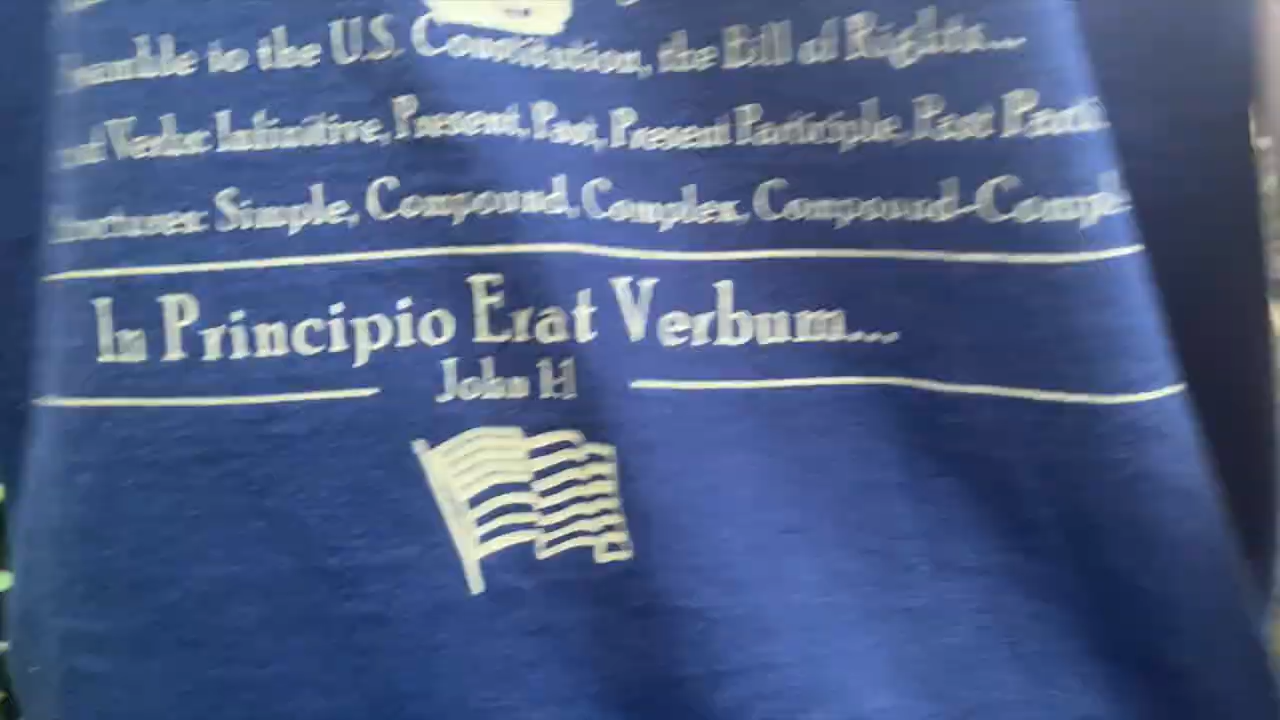 to the U.S. Constitution, the Bill of Rights...
Verbs: Infinitive, Present, Past, Present Participle, Past
Simple, Compound, Complex, Compound-Compl
In Principio Erat Verbum...
John 1:1